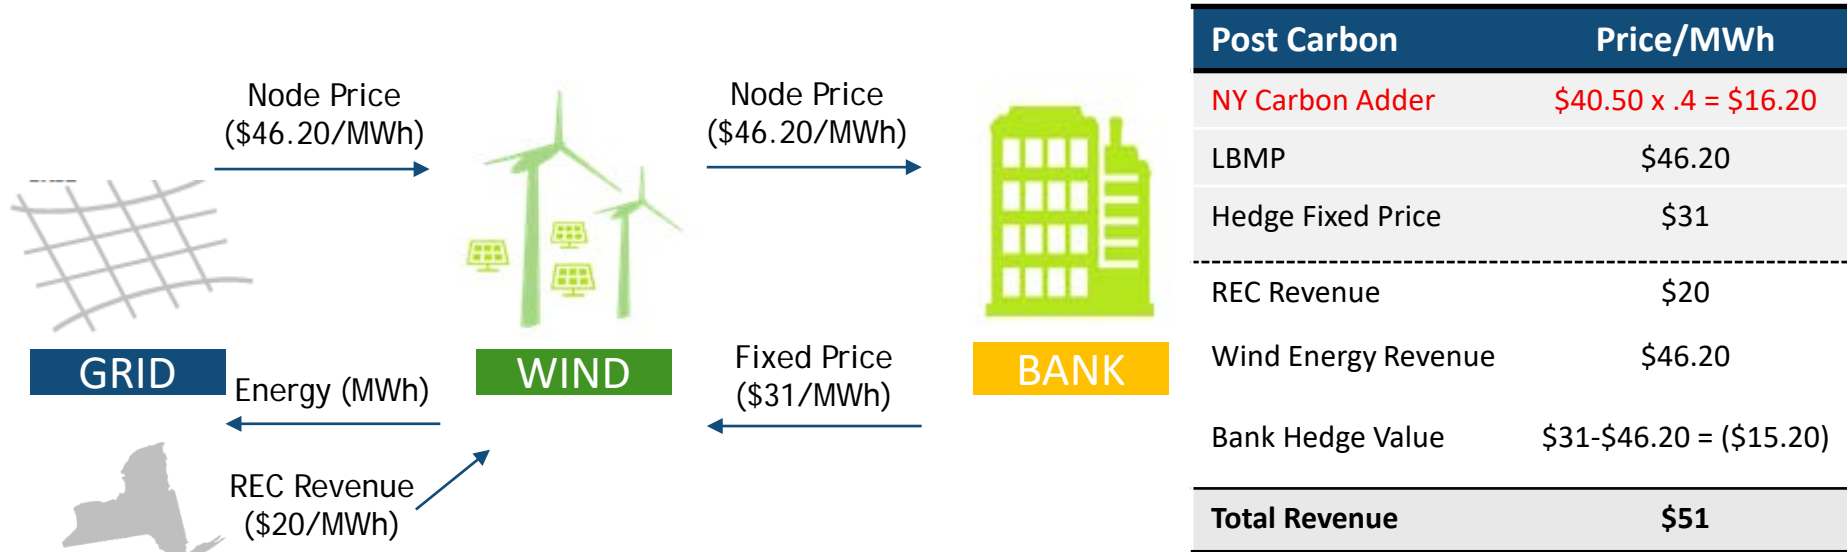 Node Price
($46.20/MWh)
Node Price
($46.20/MWh)
GRID
WIND
BANK
Energy (MWh)
Fixed Price
($31/MWh)
REC Revenue
($20/MWh)
Post Carbon Price/MWh
NY Carbon Adder $40.50 x .4 = $16.20
LBMP $46.20
Hedge Fixed Price $31
REC Revenue $20
Wind Energy Revenue $46.20
Bank Hedge Value $31-$46.20 = ($15.20)
Total Revenue $51